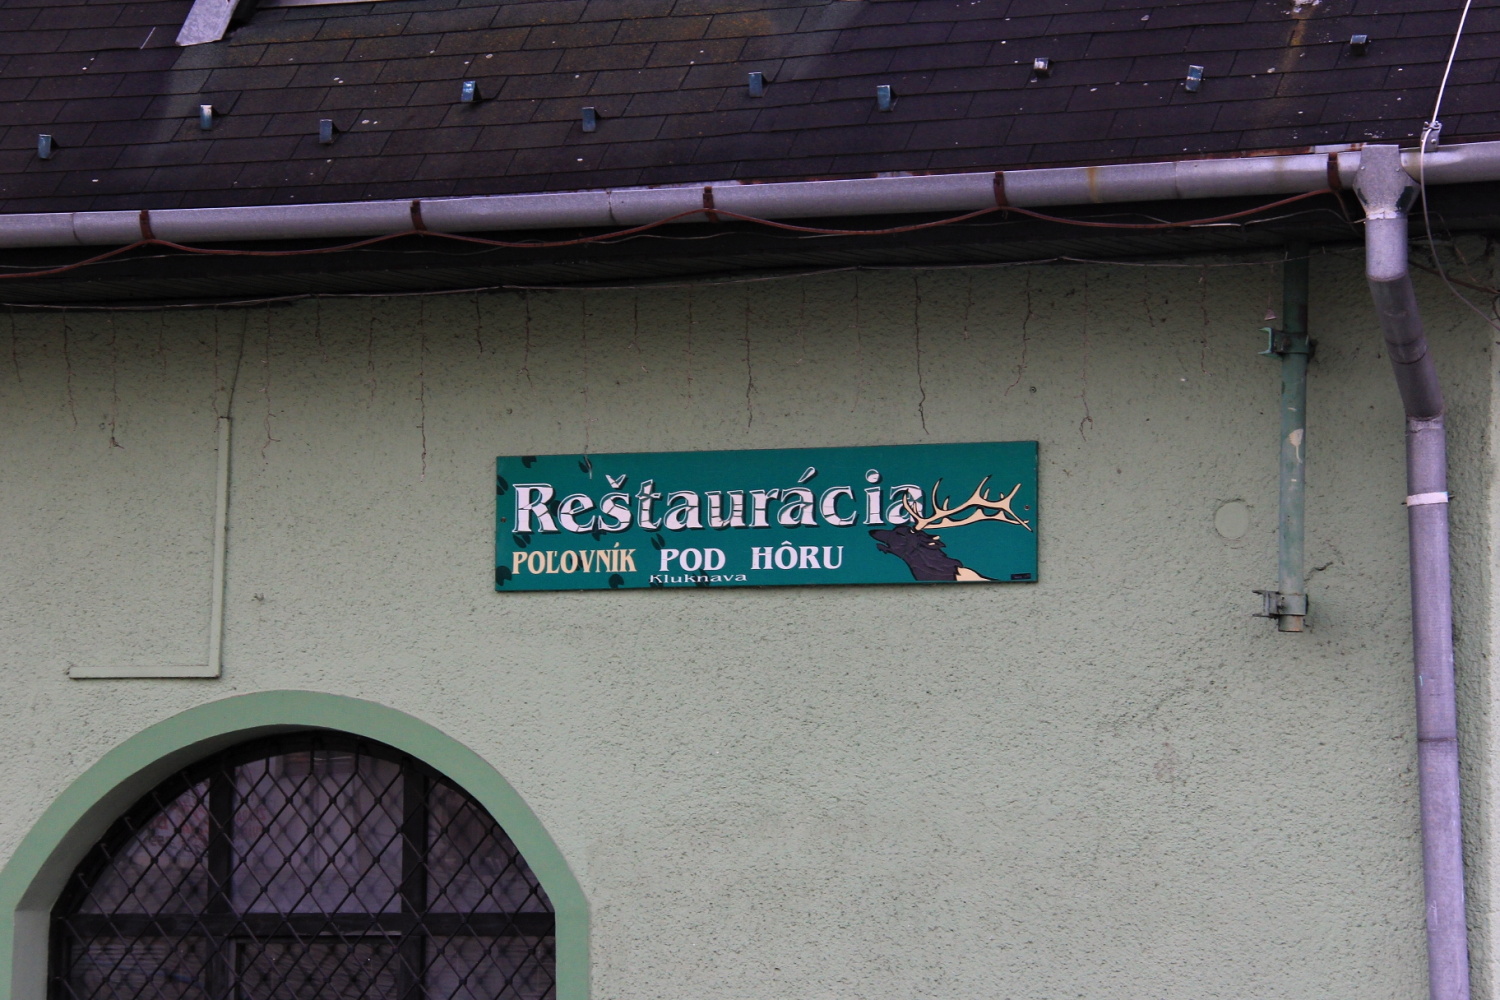 Reštaurácia
POĽOVNÍK POD HÔRU
Kluknava